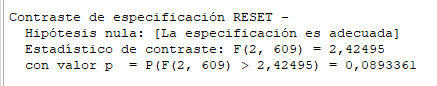 Contraste de especificación RESET -
Hipótesis nula: [La especificación es adecuada]
Estadístico de contraste: F(2, 609) = 2,42495
con valor p = P(F(2, 609) > 2,42495) = 0,0893361